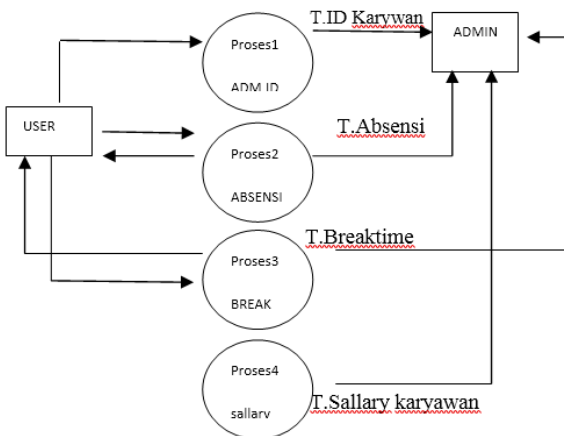 T.ID Karywan
ADMIN
Proses1
ADM ID
USER
T.Absensi
Proses2
ABSENSI
T.Breaktime
Proses3
BREAK
Proses4
T.Sallary karyawan
sallary